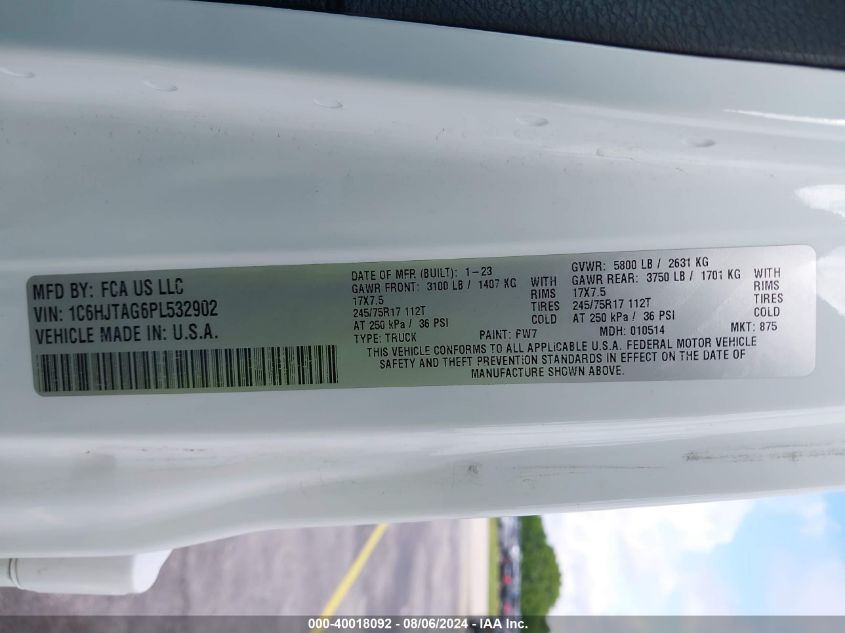 MFD BY: FCA US LLC
VIN: 1C6HJTAG6PL532902
VEHICLE MADE IN U.S.A.
DATE OF MFR (BUILT): 1-23
GAWR FRONT: 3100 LB / 1407 KG WITH
17X7.5 RIMS
245/75R17 112T TIRES
AT 250 kPa / 36 PSI COLD
GVWR: 5800 LB / 2631 KG
GAWR REAR: 3750 LB / 1701 KG WITH
17X7.5 RIMS
245/75R17 112T TIRES
AT 250 kPa / 36 PSI COLD
TYPE: TRUCK PAINT: PW7 MDH: 010514 MKT: 875
THIS VEHICLE CONFORMS TO ALL APPLICABLE U.S.A. FEDERAL MOTOR VEHICLE
SAFETY AND THEFT PREVENTION STANDARDS IN EFFECT ON THE DATE OF
MANUFACTURE SHOWN ABOVE.
000-40018092 - 08/06/2024 - IAA Inc.